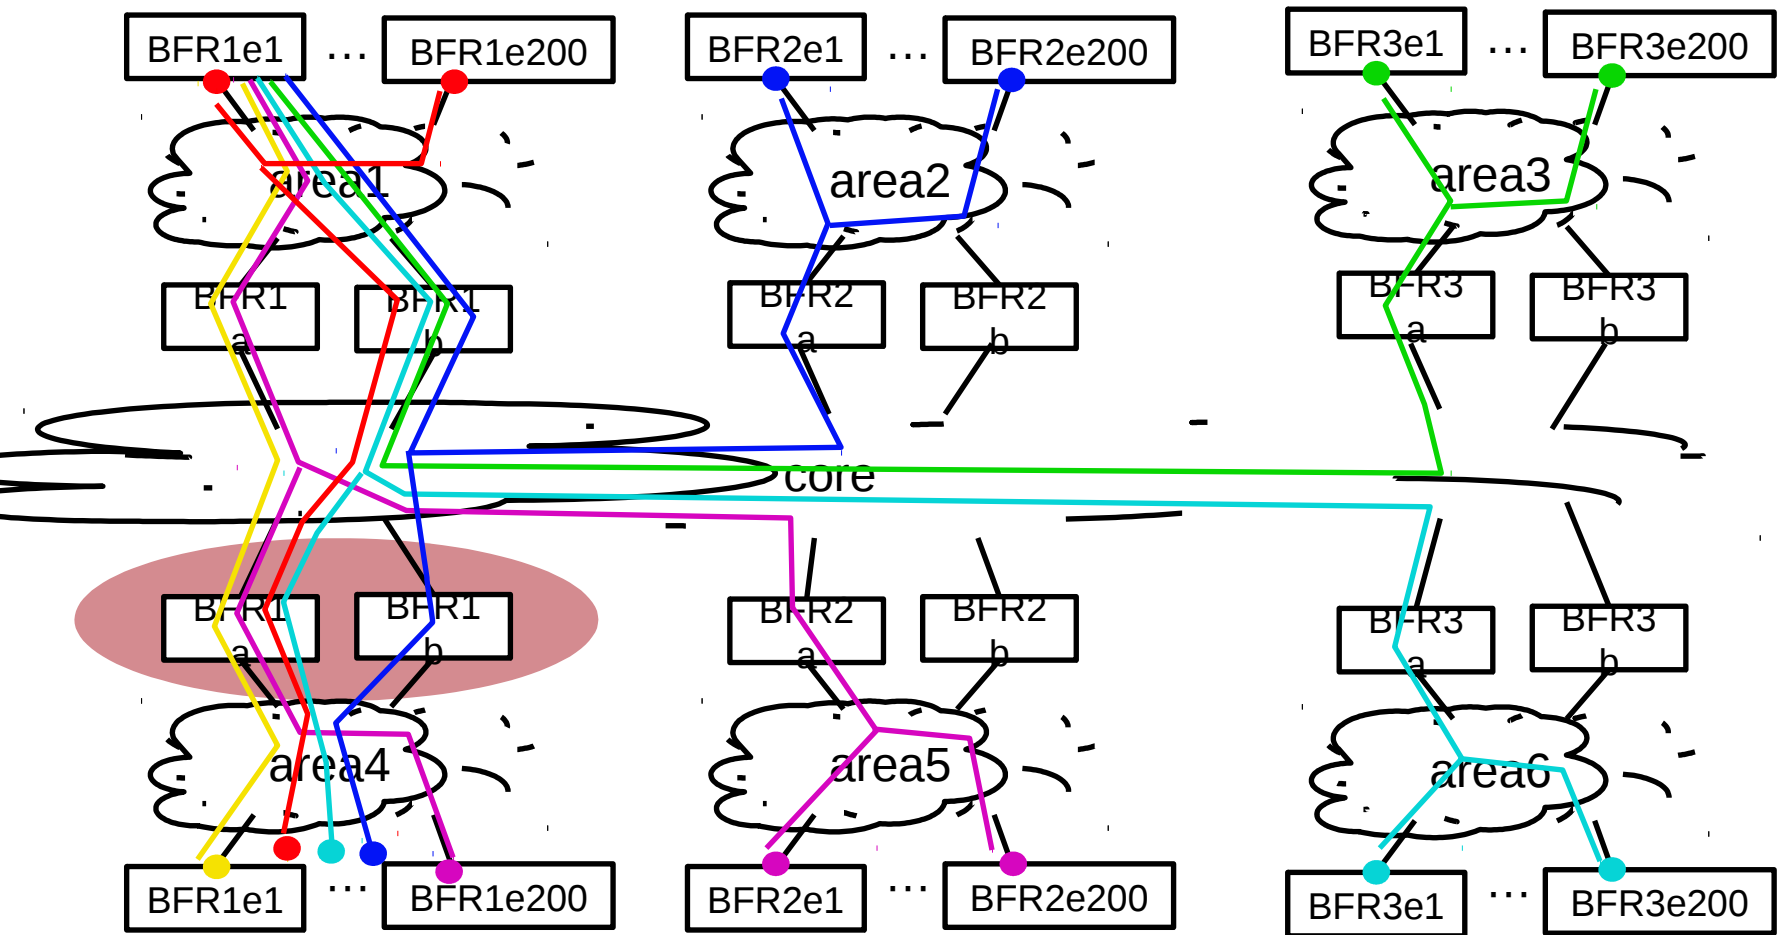 BFR1e1 ... BFR1e200 BFR2e1 ... BFR2e200 BFR3e1 ... BFR3e200
area1 area2 area3
BFR1 BFR1 BFR2 BFR2 BFR3 BFR3
a b a b a b
core
BFR1 BFR1 BFR2 BFR2 BFR3 BFR3
a b a b a b
area4 area5 area6
BFR1e1 ... BFR1e200 BFR2e1 ... BFR2e200 BFR3e1 ... BFR3e200